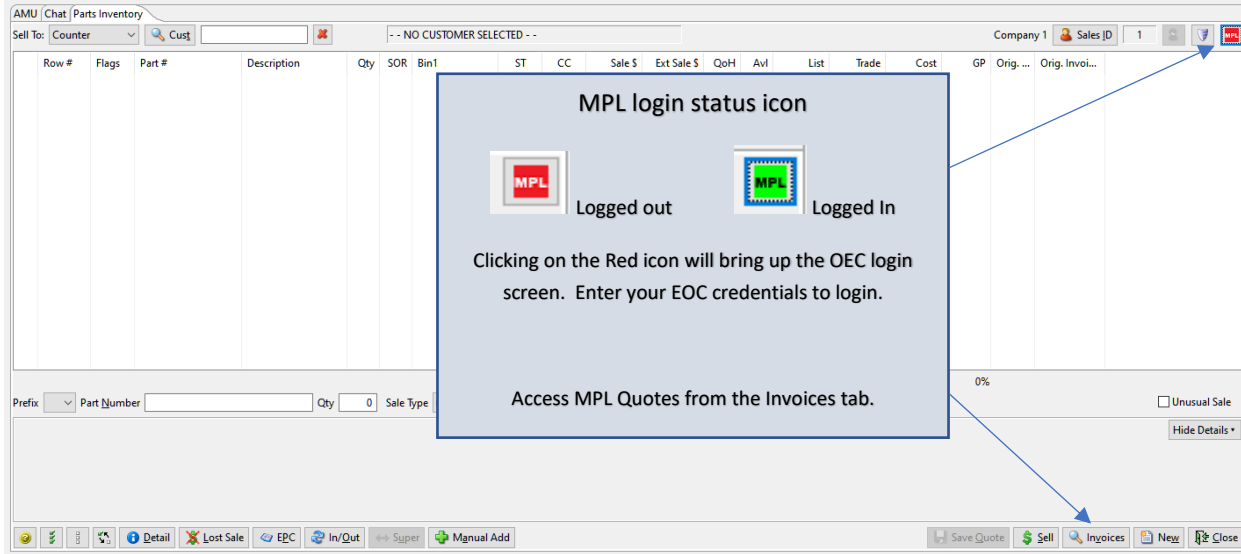 AMU Chat Parts Inventory
Sell To: Counter Cust - - NO CUSTOMER SELECTED - - Company 1 Sales ID 1 MPL
Row # Flags Part # Description Qty SOR Bin1 ST CC Sale $ Ext Sale $ QoH Avl List Trade Cost GP Orig. ... Orig. Invoi...
MPL login status icon
MPL Logged out MPL Logged In
Clicking on the Red icon will bring up the OEC login
screen. Enter your EOC credentials to login.
Access MPL Quotes from the Invoices tab.
0%
Prefix Part Number Qty 0 Sale Type Unusual Sale
Hide Details
Detail Lost Sale EPC In/Out Super Manual Add Save Quote Sell Invoices New Close